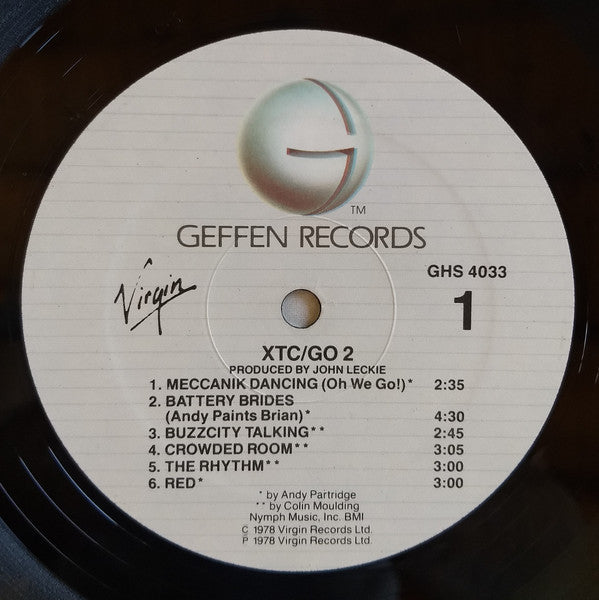 G
TM
GEFFEN RECORDS
GHS 4033
Virgin
1
XTC/GO 2
PRODUCED BY JOHN LECKIE
1. MECCANIK DANCING (Oh We Go!)* 2:35
2. BATTERY BRIDES
(Andy Paints Brian)* 4:30
3. BUZZCITY TALKING** 2:45
4. CROWDED ROOM** 3:05
5. THE RHYTHM** 3:00
6. RED* 3:00
* by Andy Partridge
** by Colin Moulding
Nymph Music, Inc. BMI
C 1978 Virgin Records Ltd.
P 1978 Virgin Records Ltd.